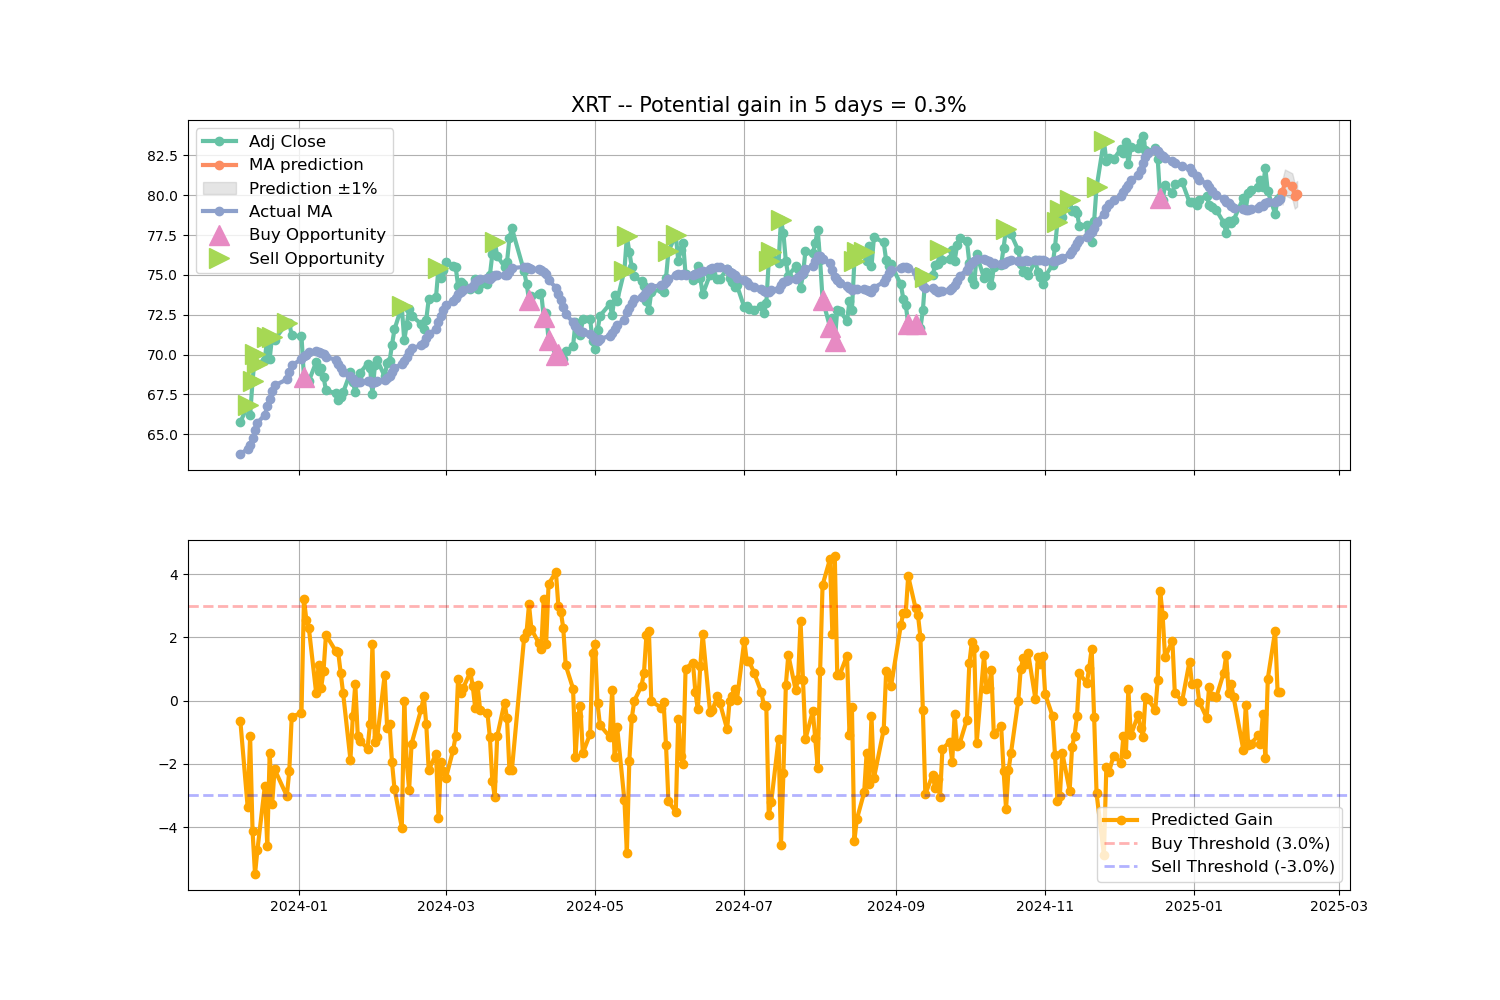 XRT -- Potential gain in 5 days = 0.3%
82.5
80.0
77.5
75.0
72.5
70.0
67.5
65.0
Adj Close
MA prediction
Prediction ±1%
Actual MA
Buy Opportunity
Sell Opportunity
4
2
0
−2
−4
Predicted Gain
Buy Threshold (3.0%)
Sell Threshold (-3.0%)
2024-01 2024-03 2024-05 2024-07 2024-09 2024-11 2025-01 2025-03